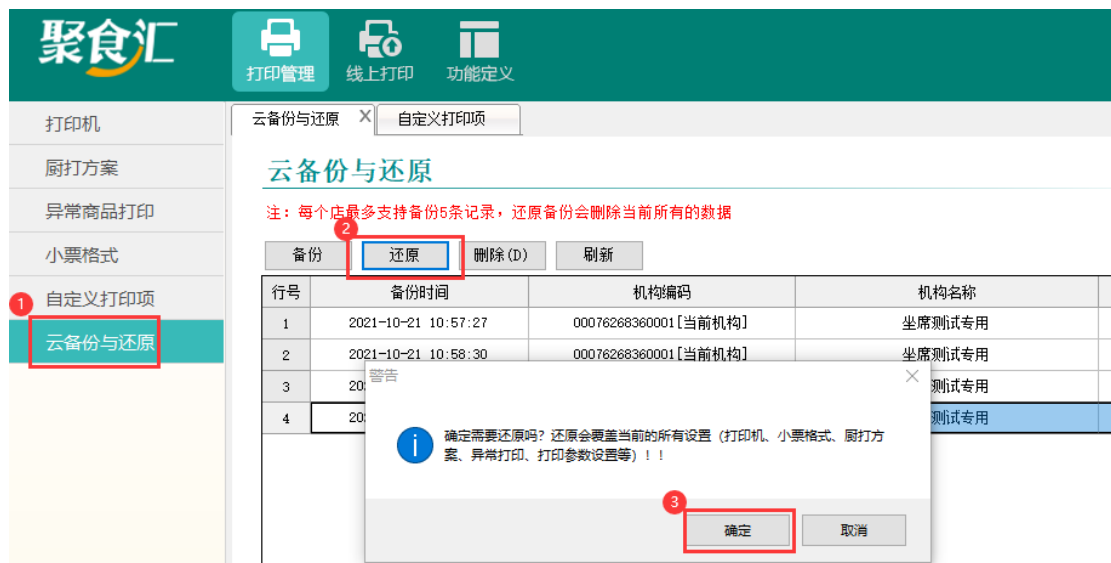 聚食汇
打印管理
线上打印
功能定义
打印机
厨打方案
异常商品打印
小票格式
自定义打印项
云备份与还原
云备份与还原 X
自定义打印项
云备份与还原
注：每个店最多支持备份5条记录，还原备份会删除当前所有的数据
备份
还原
删除(D)
刷新
行号 备份时间 机构编码 机构名称
1 2021-10-21 10:57:27 00076268360001[当前机构] 坐席测试专用
2 2021-10-21 10:58:30 00076268360001[当前机构] 坐席测试专用
3 20 测试专用
4 20 测试专用
警告
确定需要还原吗？还原会覆盖当前的所有设置（打印机、小票格式、厨打方
案、异常打印、打印参数设置等）！！
确定
取消
1
2
3